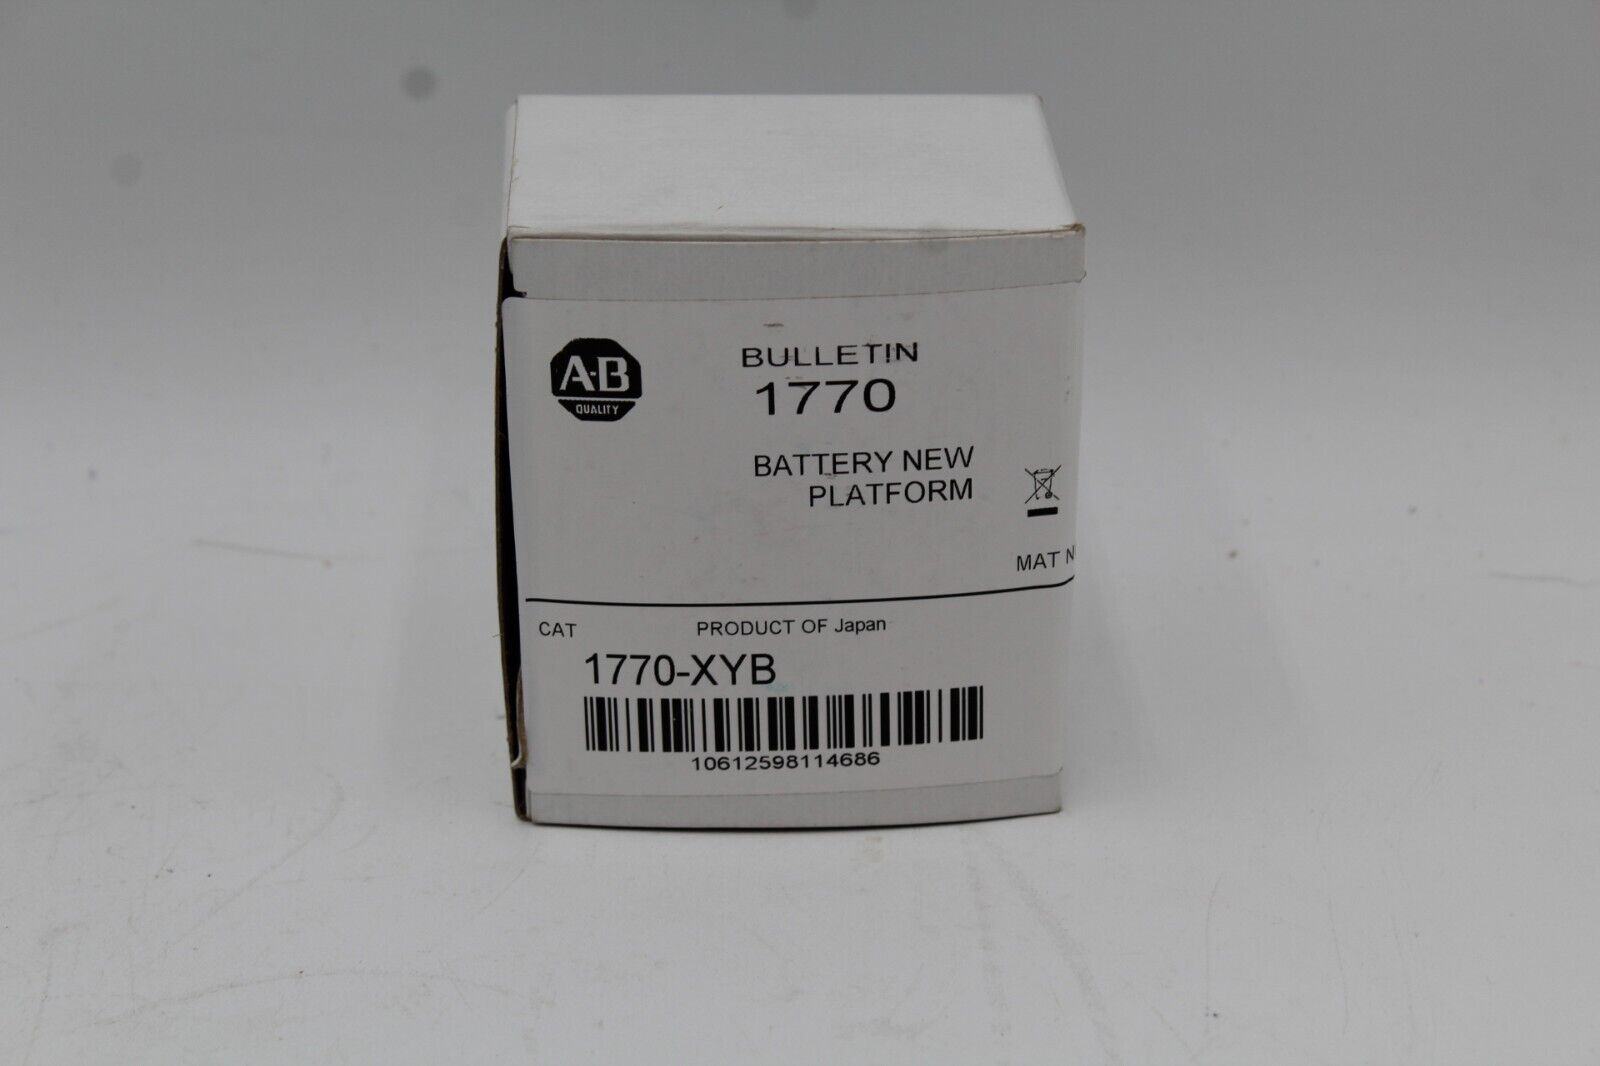 A-B
QUALITY
BULLETIN
1770
BATTERY NEW
PLATFORM
MAT
CAT
PRODUCT OF Japan
1770-XYB
10612598114686